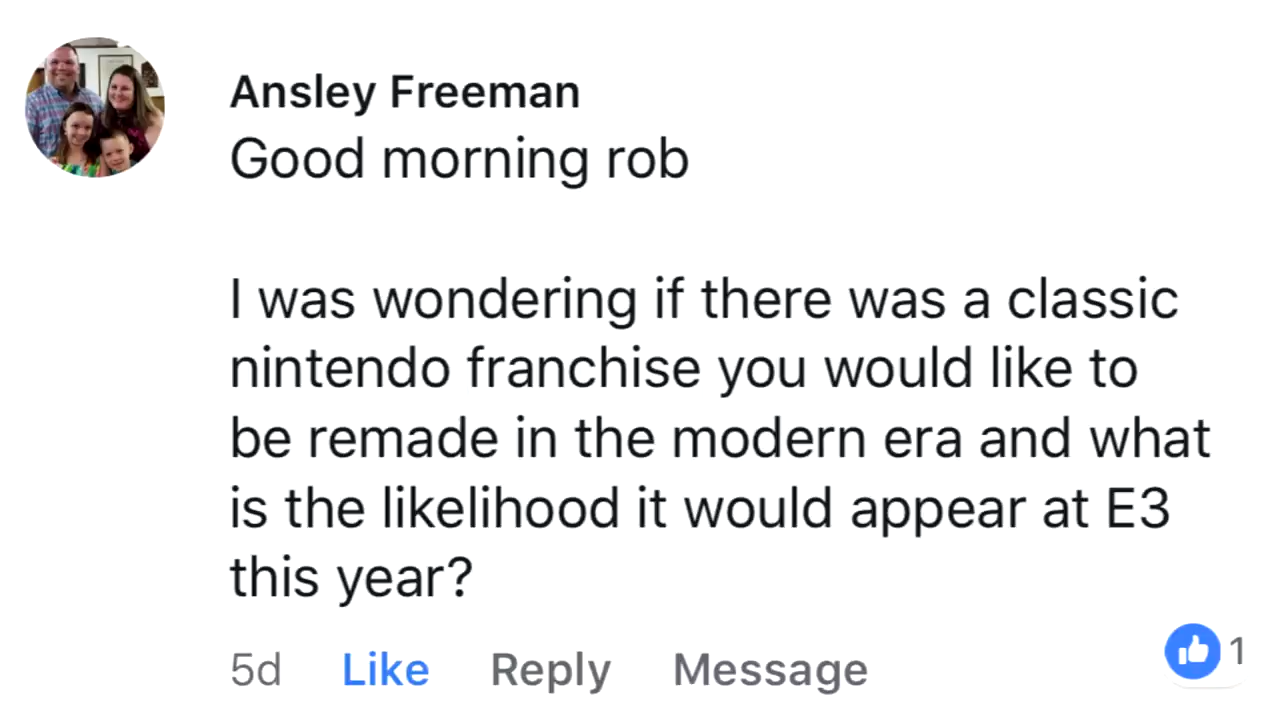 Ansley Freeman
Good morning rob
I was wondering if there was a classic
nintendo franchise you would like to
be remade in the modern era and what
is the likelihood it would appear at E3
this year?
5d Like Reply Message 1